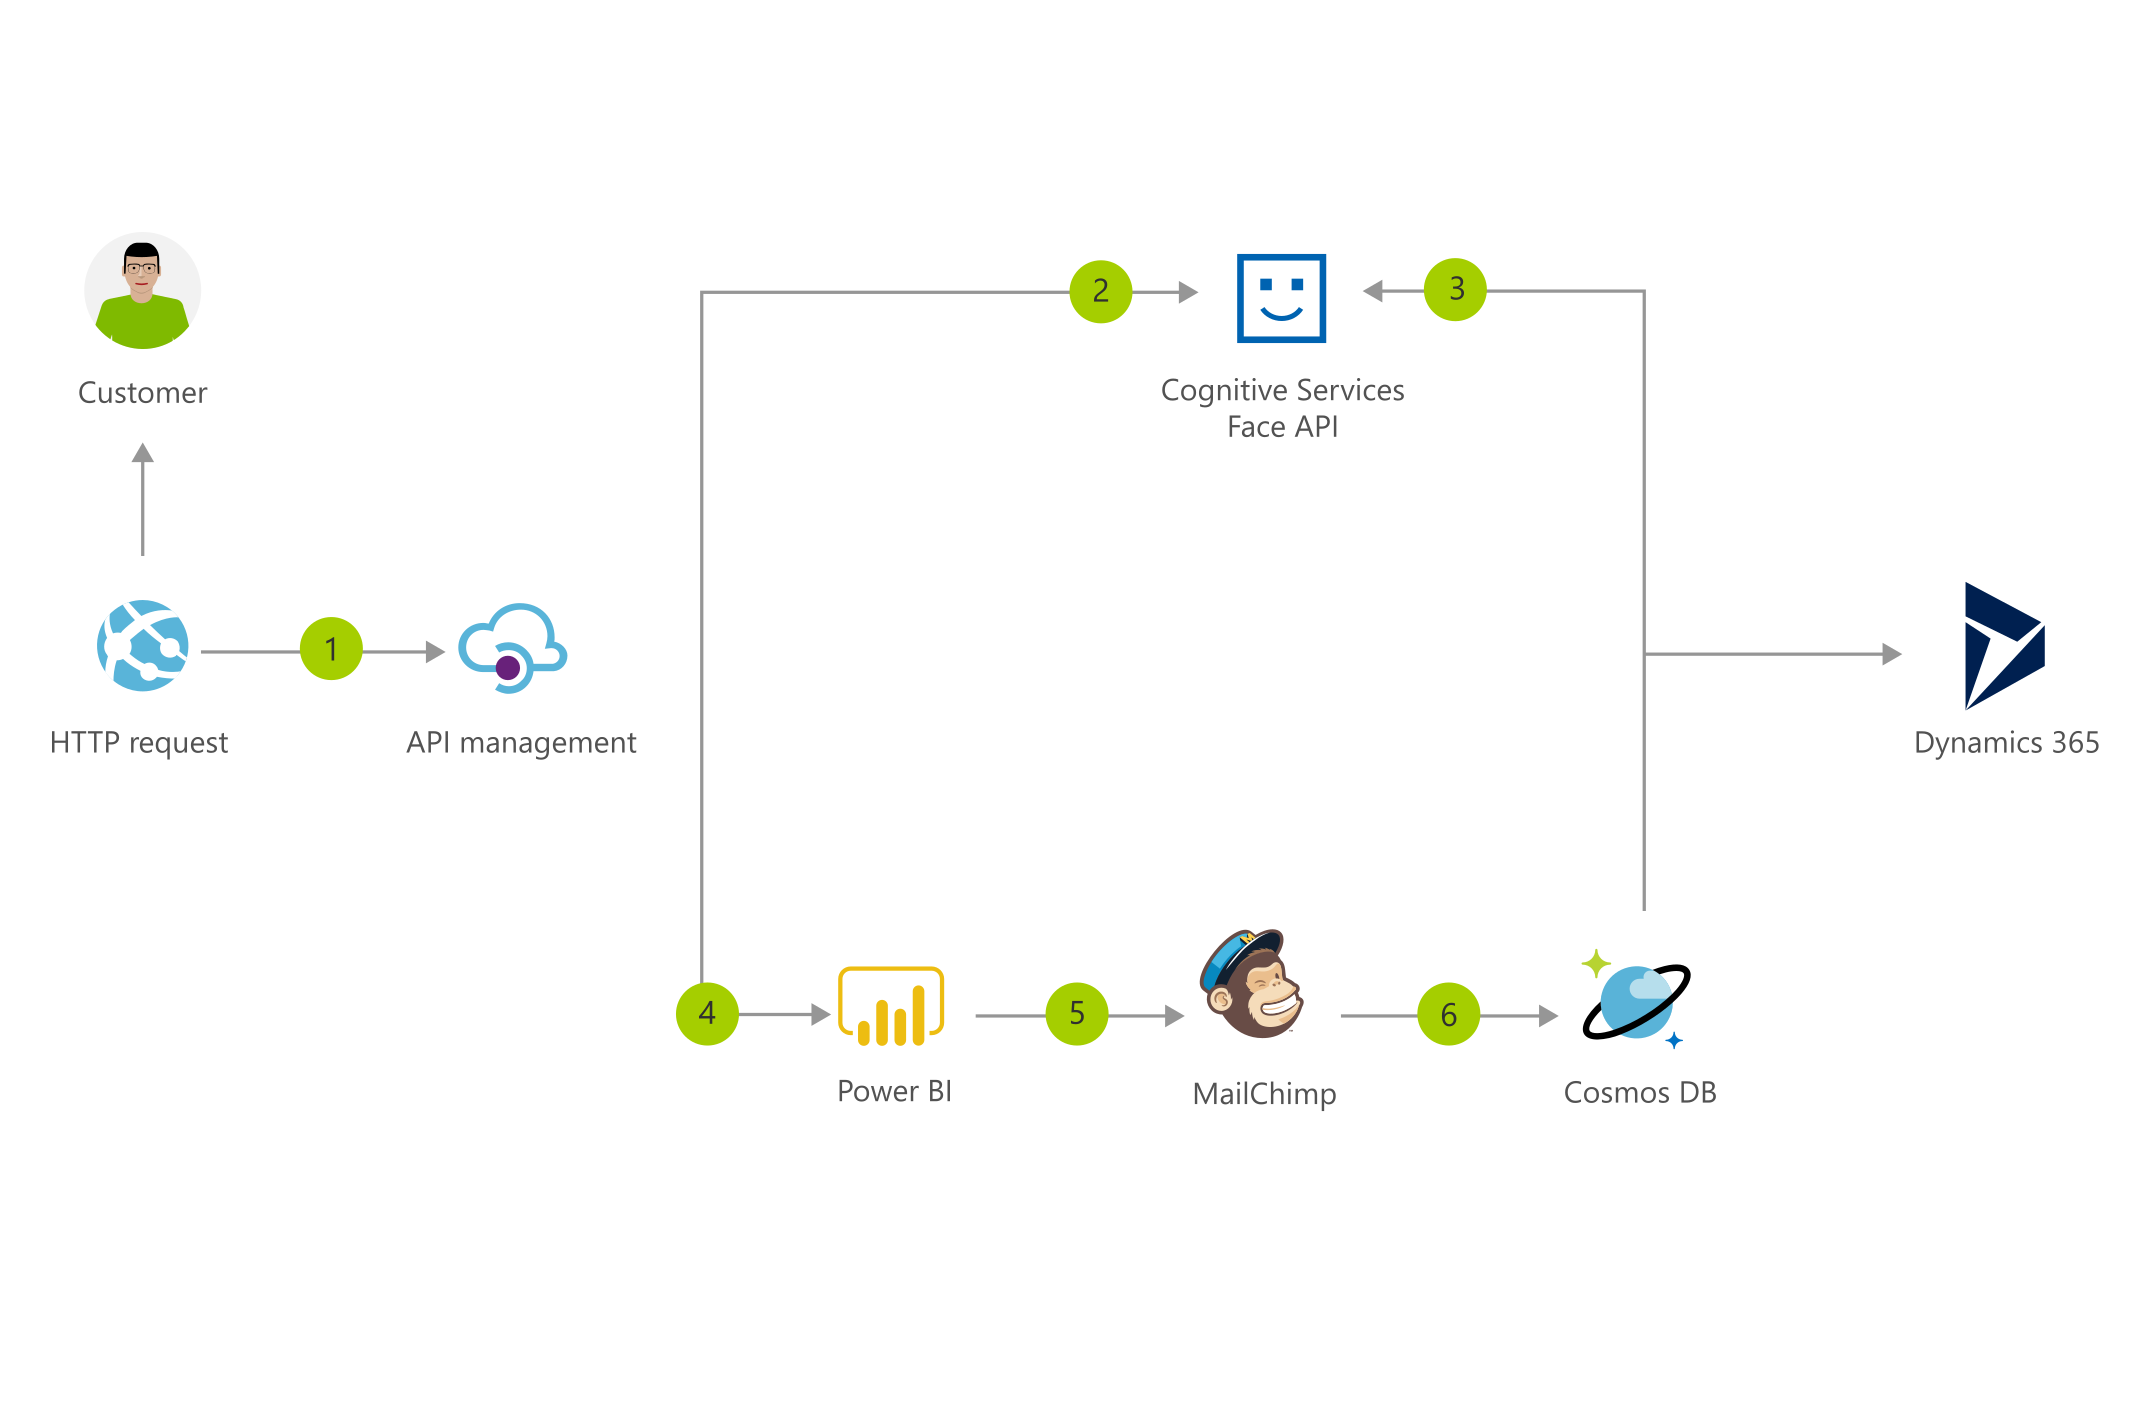 Customer
2
3
Cognitive Services
Face API
1
HTTP request
API management
Dynamics 365
4
5
6
Power BI
MailChimp
Cosmos DB